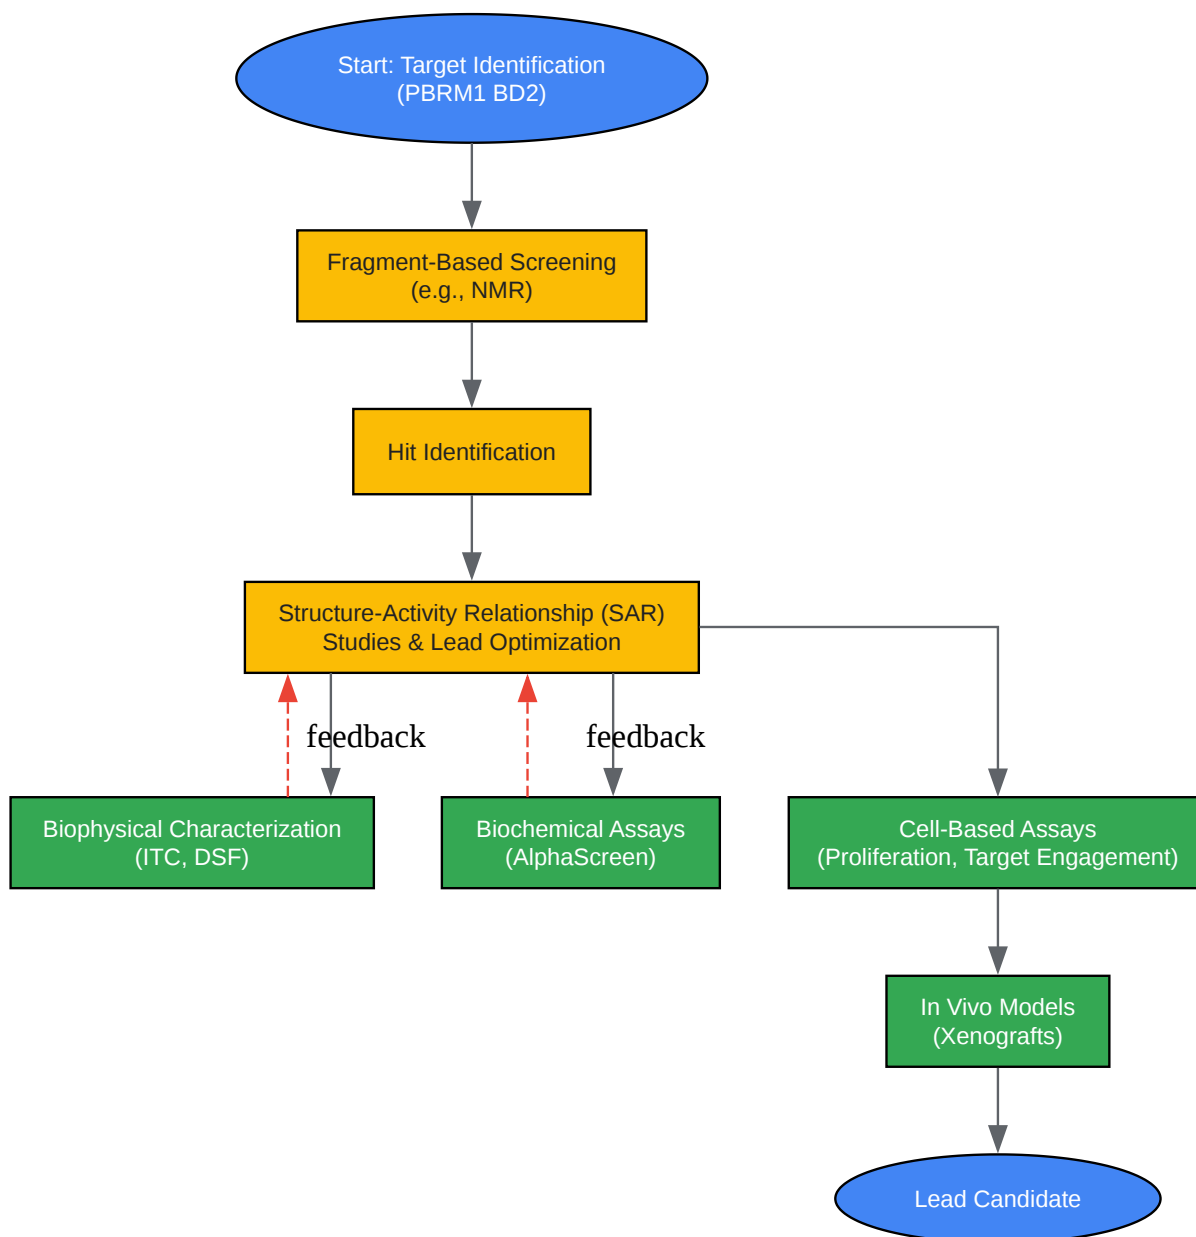 Start: Target Identification
(PBRM1 BD2)
Fragment-Based Screening
(e.g., NMR)
Hit Identification
Structure-Activity Relationship (SAR)
Studies & Lead Optimization
feedback
feedback
Biophysical Characterization
(ITC, DSF)
Biochemical Assays
(AlphaScreen)
Cell-Based Assays
(Proliferation, Target Engagement)
In Vivo Models
(Xenografts)
Lead Candidate